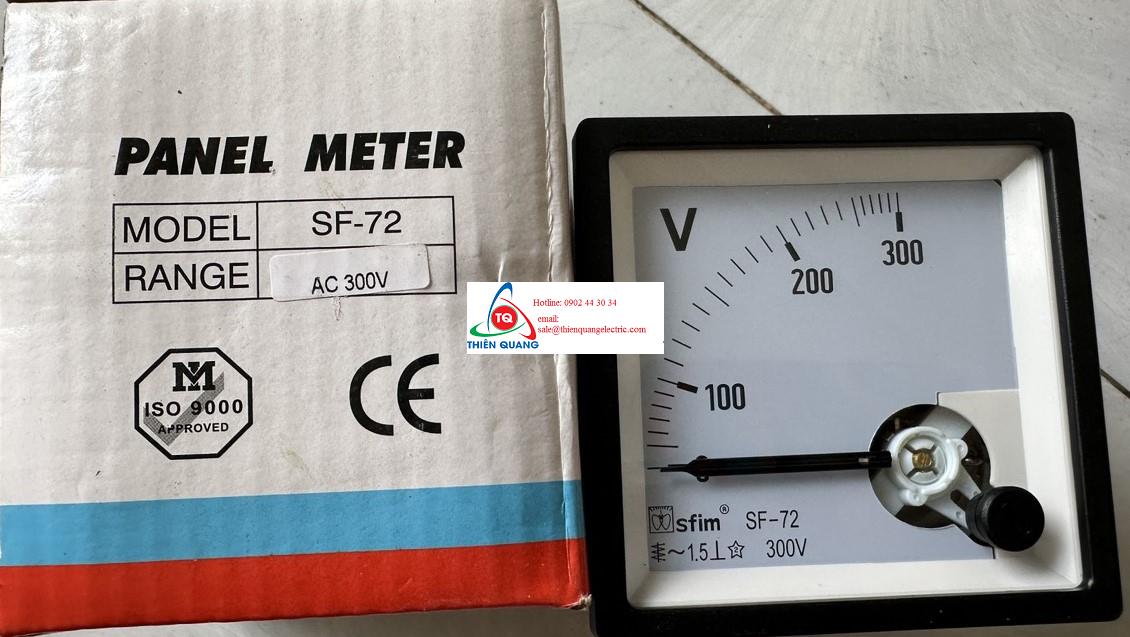 PANEL METER
MODEL SF-72
RANGE AC 300V
M
ISO 9000
APPROVED
CE
TQ
THIÊN QUANG
Hotline: 0902 44 30 34
email:
sale@thienquangelectric.com
V
300
200
100
sfim® SF-72
~1.5⊥ 2 300V